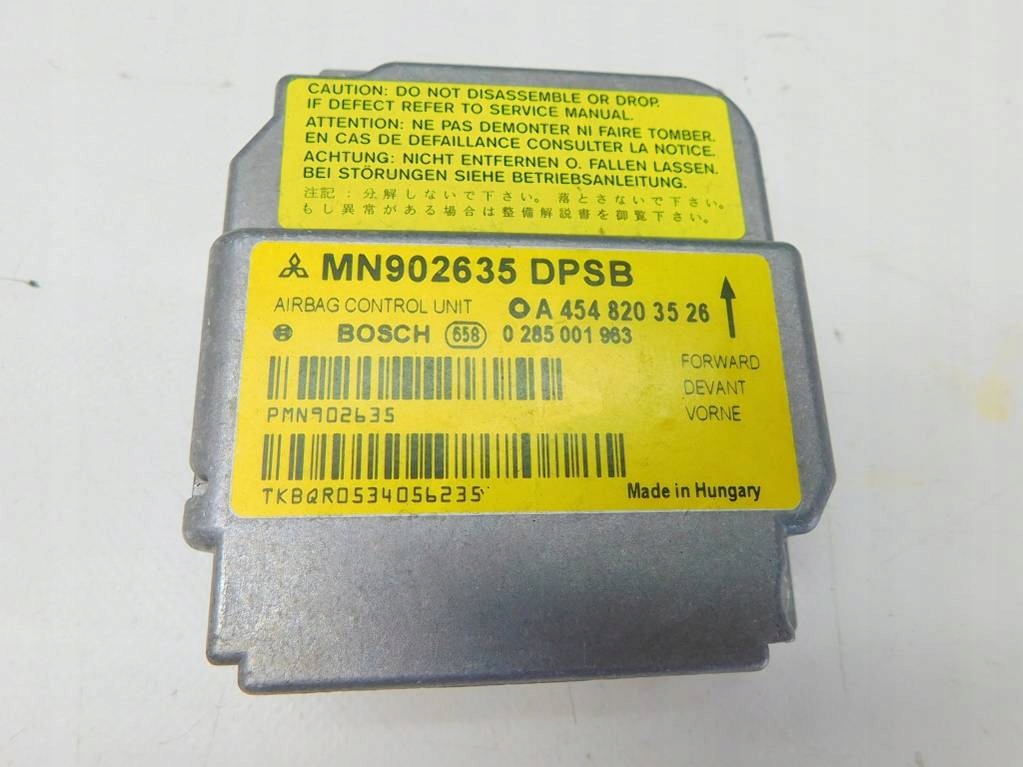 CAUTION: DO NOT DISASSEMBLE OR DROP.
IF DEFECT REFER TO SERVICE MANUAL.
ATTENTION: NE PAS DEMONTER NI FAIRE TOMBER.
EN CAS DE DEFAILLANCE CONSULTER LA NOTICE.
ACHTUNG: NICHT ENTFERNEN O. FALLEN LASSEN.
BEI STÖRUNGEN SIEHE BETRIEBSANLEITUNG.
注記：分解しないで下さい。落とさないで下さい。
もし異常がある場合は整備解説書を御覧下さい。
MN902635 DPSB
AIRBAG CONTROL UNIT A 454 820 35 26
BOSCH 658 0 285 001 963
FORWARD
DEVANT
VORNE
PMN902635
TKBQR0534056235
Made in Hungary